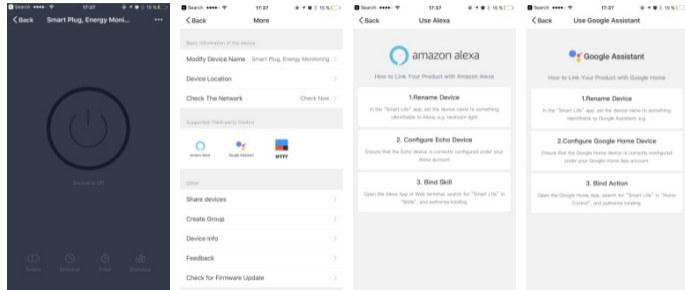 Search 17:37 15 %
Back Smart Plug, Energy Moni...
Device is off
Switch Schedule Timer Statistics
Search 17:37 15 %
Back More
Basic information of the device
Modify Device Name Smart Plug, Energy Monitoring
Device Location
Check The Network Check Now
Supported Third-party Control
amazon alexa Google Assistant IFTTT
Other
Share devices
Create Group
Device Info
Feedback
Check for Firmware Update
Search 17:37 15 %
Back Use Alexa
amazon alexa
How to Link Your Product with Amazon Alexa
1.Rename Device
In the "Smart Life" app, set the device name to something
identifiable to Alexa, e.g. bedroom light
2. Configure Echo Device
Ensure that the Echo device is correctly configured under your
Alexa account
3. Bind Skill
Open the Alexa App or Web terminal, search for "Smart Life" in
"Skills", and authorize binding.
Search 17:37 15 %
Back Use Google Assistant
Google Assistant
How to Link Your Product with Google Home
1.Rename Device
In the "Smart Life" app, set the device name to something
identifiable to Google Assistant, e.g.
2.Configure Google Home Device
Ensure that the Google Home device is correctly configured
under your Google Home App account.
3. Bind Action
Open the Google Home App, search for "Smart Life" in "Home
Control", and authorize binding.